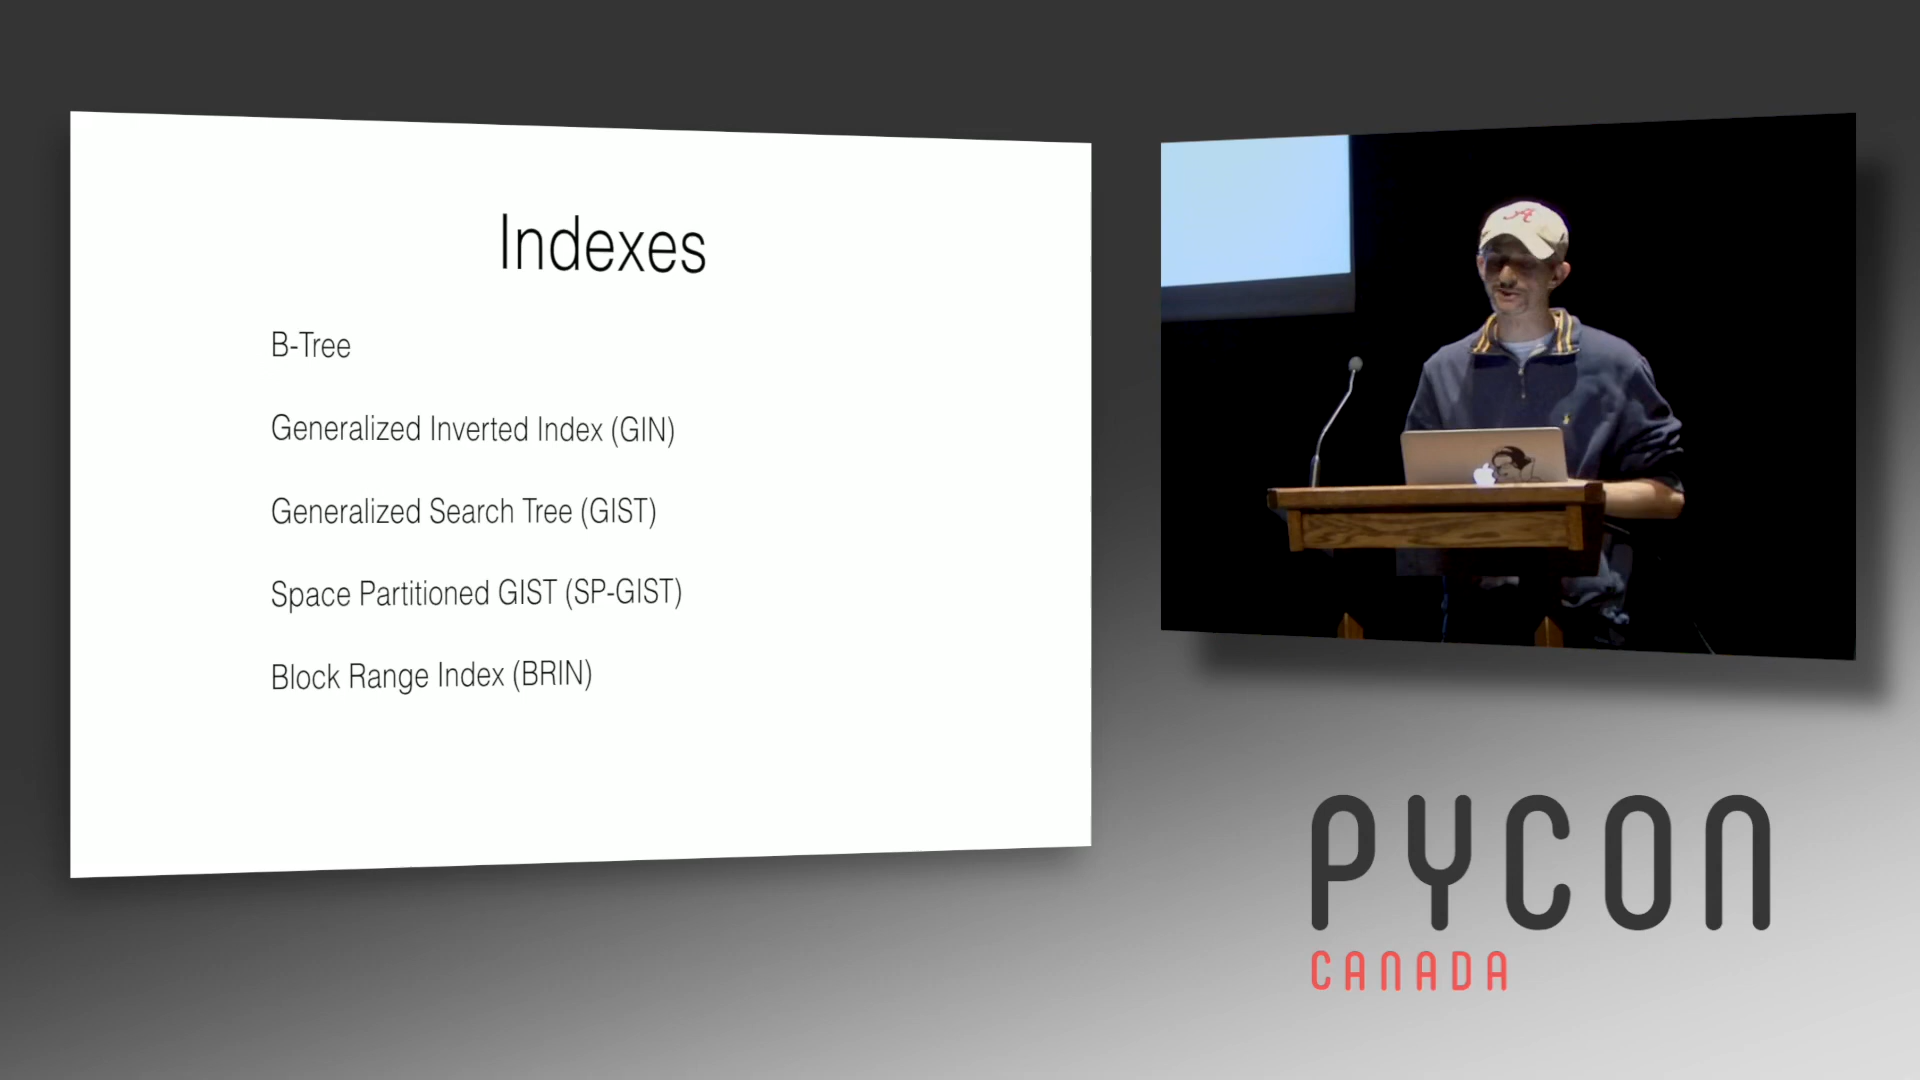 Indexes
B-Tree
Generalized Inverted Index (GIN)
Generalized Search Tree (GIST)
Space Partitioned GIST (SP-GIST)
Block Range Index (BRIN)
A
PYCON
CANADA